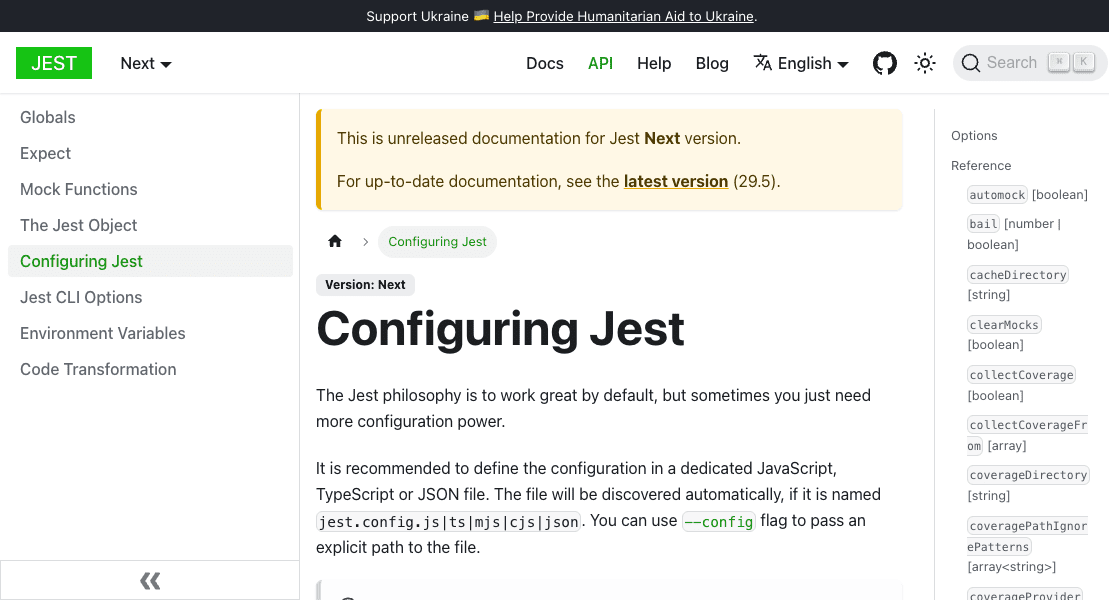 Support Ukraine 🇺🇦 Help Provide Humanitarian Aid to Ukraine.
JEST
Next
Docs
API
Help
Blog
English
Search
⌘
K
Globals
Expect
Mock Functions
The Jest Object
Configuring Jest
Jest CLI Options
Environment Variables
Code Transformation
This is unreleased documentation for Jest Next version.
For up-to-date documentation, see the latest version (29.5).
Configuring Jest
Version: Next
Configuring Jest
The Jest philosophy is to work great by default, but sometimes you just need
more configuration power.
It is recommended to define the configuration in a dedicated JavaScript,
TypeScript or JSON file. The file will be discovered automatically, if it is named
jest.config.js|ts|mjs|cjs|json. You can use --config flag to pass an
explicit path to the file.
Options
Reference
automock [boolean]
bail [number |
boolean]
cacheDirectory
[string]
clearMocks
[boolean]
collectCoverage
[boolean]
collectCoverageFr
om [array]
coverageDirectory
[string]
coveragePathIgnor
ePatterns
[array<string>]
coverageProvider